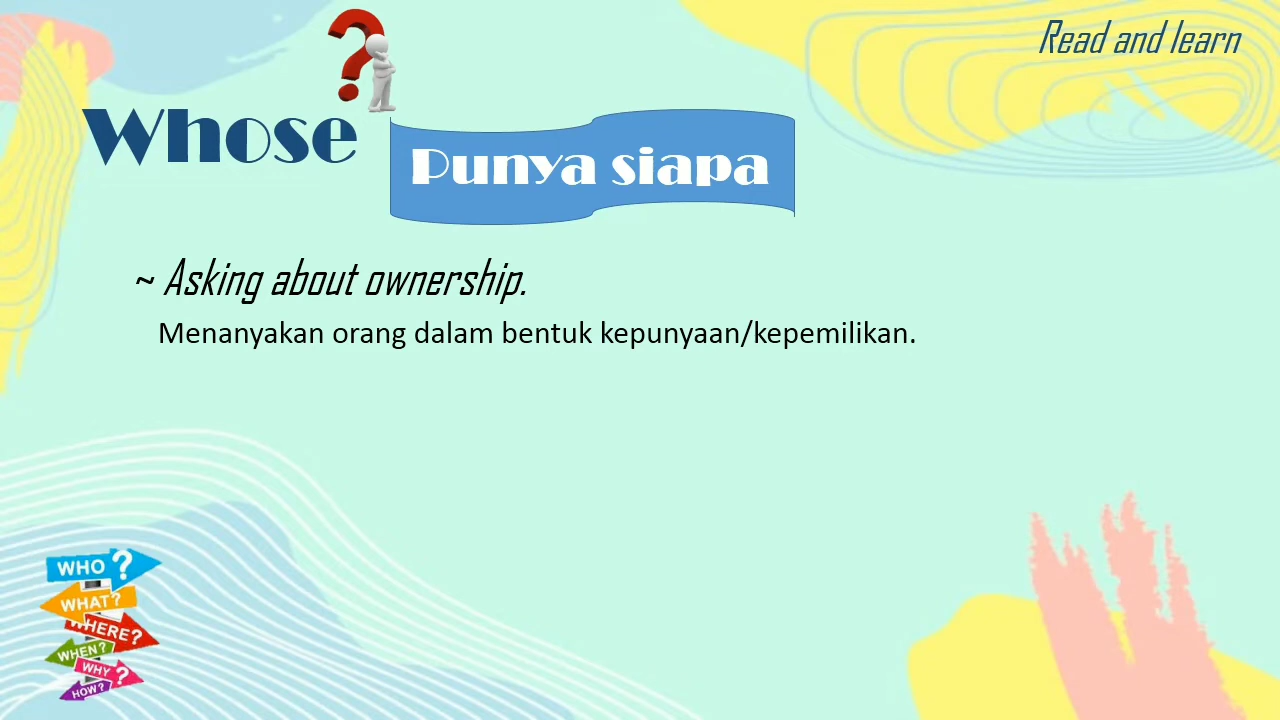 Read and learn
Whose
Punya siapa
~ Asking about ownership.
Menanyakan orang dalam bentuk kepunyaan/kepemilikan.
WHO ?
WHAT?
WHERE?
WHEN?
WHY ?
HOW?